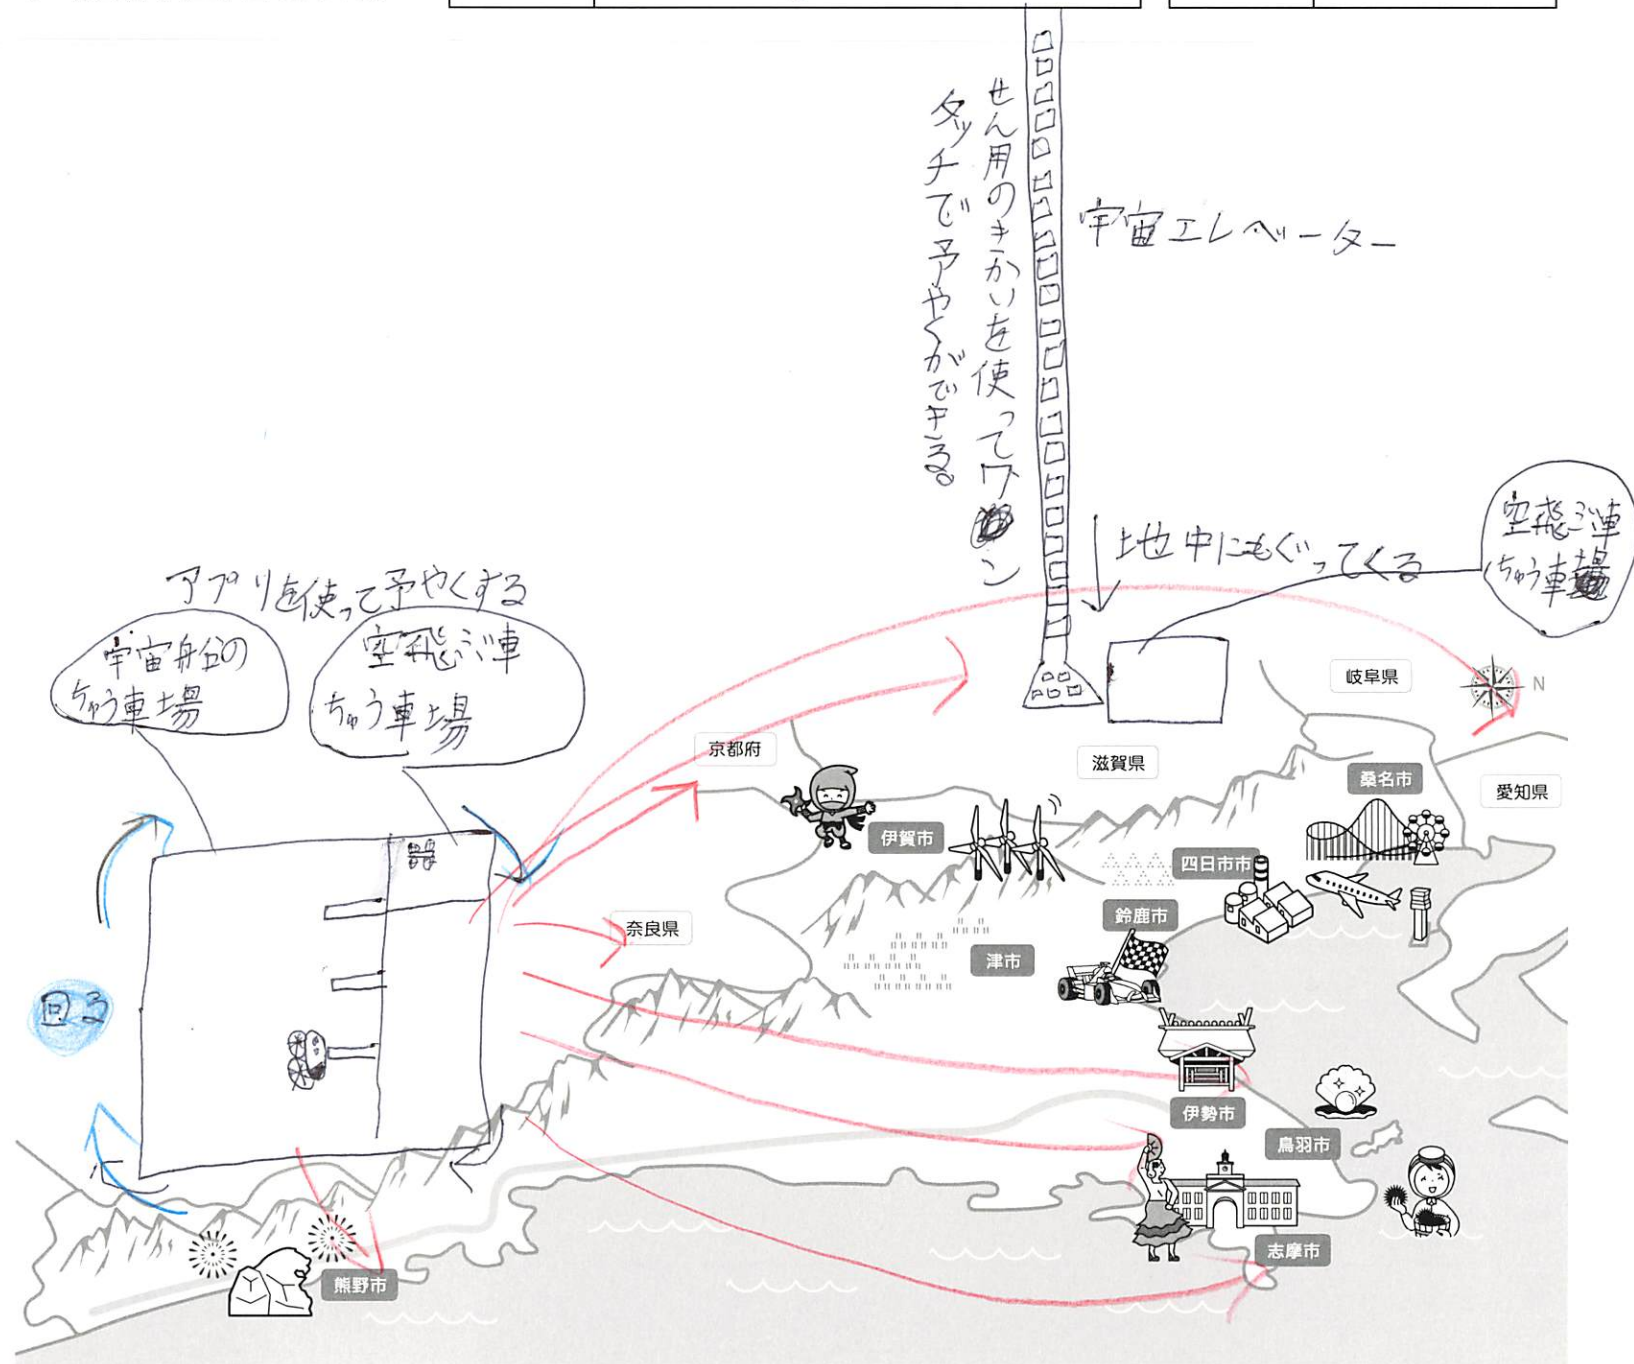 せん用のきかいを使ってワン
タッチで予やくができる。
宇宙エレベーター
地中にもぐってくる
空飛ぶ車
ちゅう車場
アプリを使って予やくする
宇宙船の
ちゅう車場
空飛ぶ車
ちゅう車場
回る
岐阜県
N
京都府
滋賀県
桑名市
愛知県
伊賀市
四日市市
鈴鹿市
奈良県
津市
伊勢市
鳥羽市
志摩市
熊野市